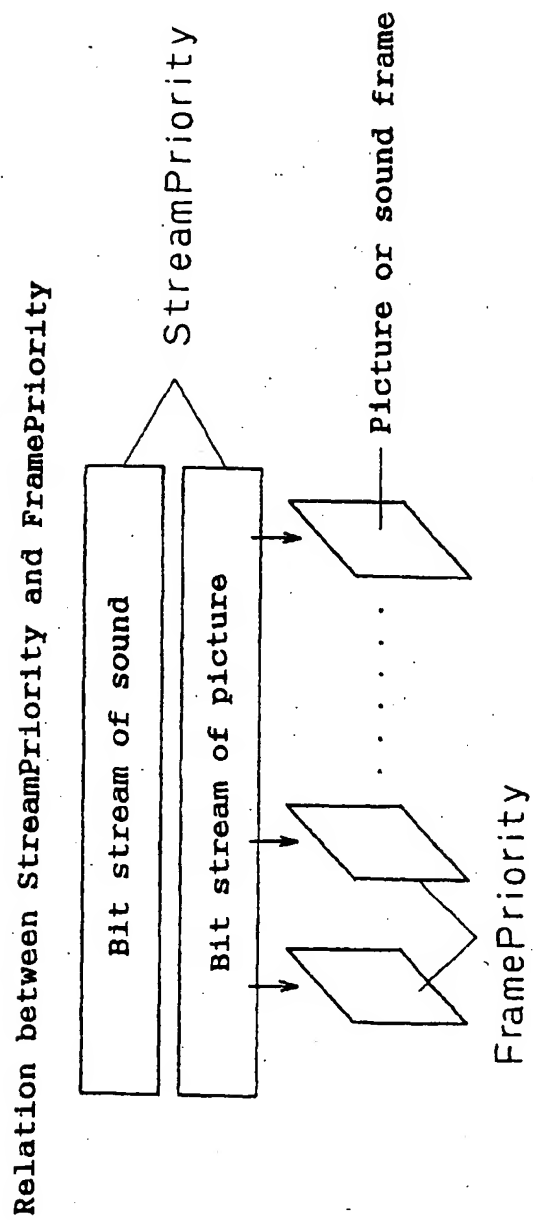 Relation between StreamPriority and FramePriority
Bit stream of sound
StreamPriority
Bit stream of picture
Picture or sound frame
FramePriority